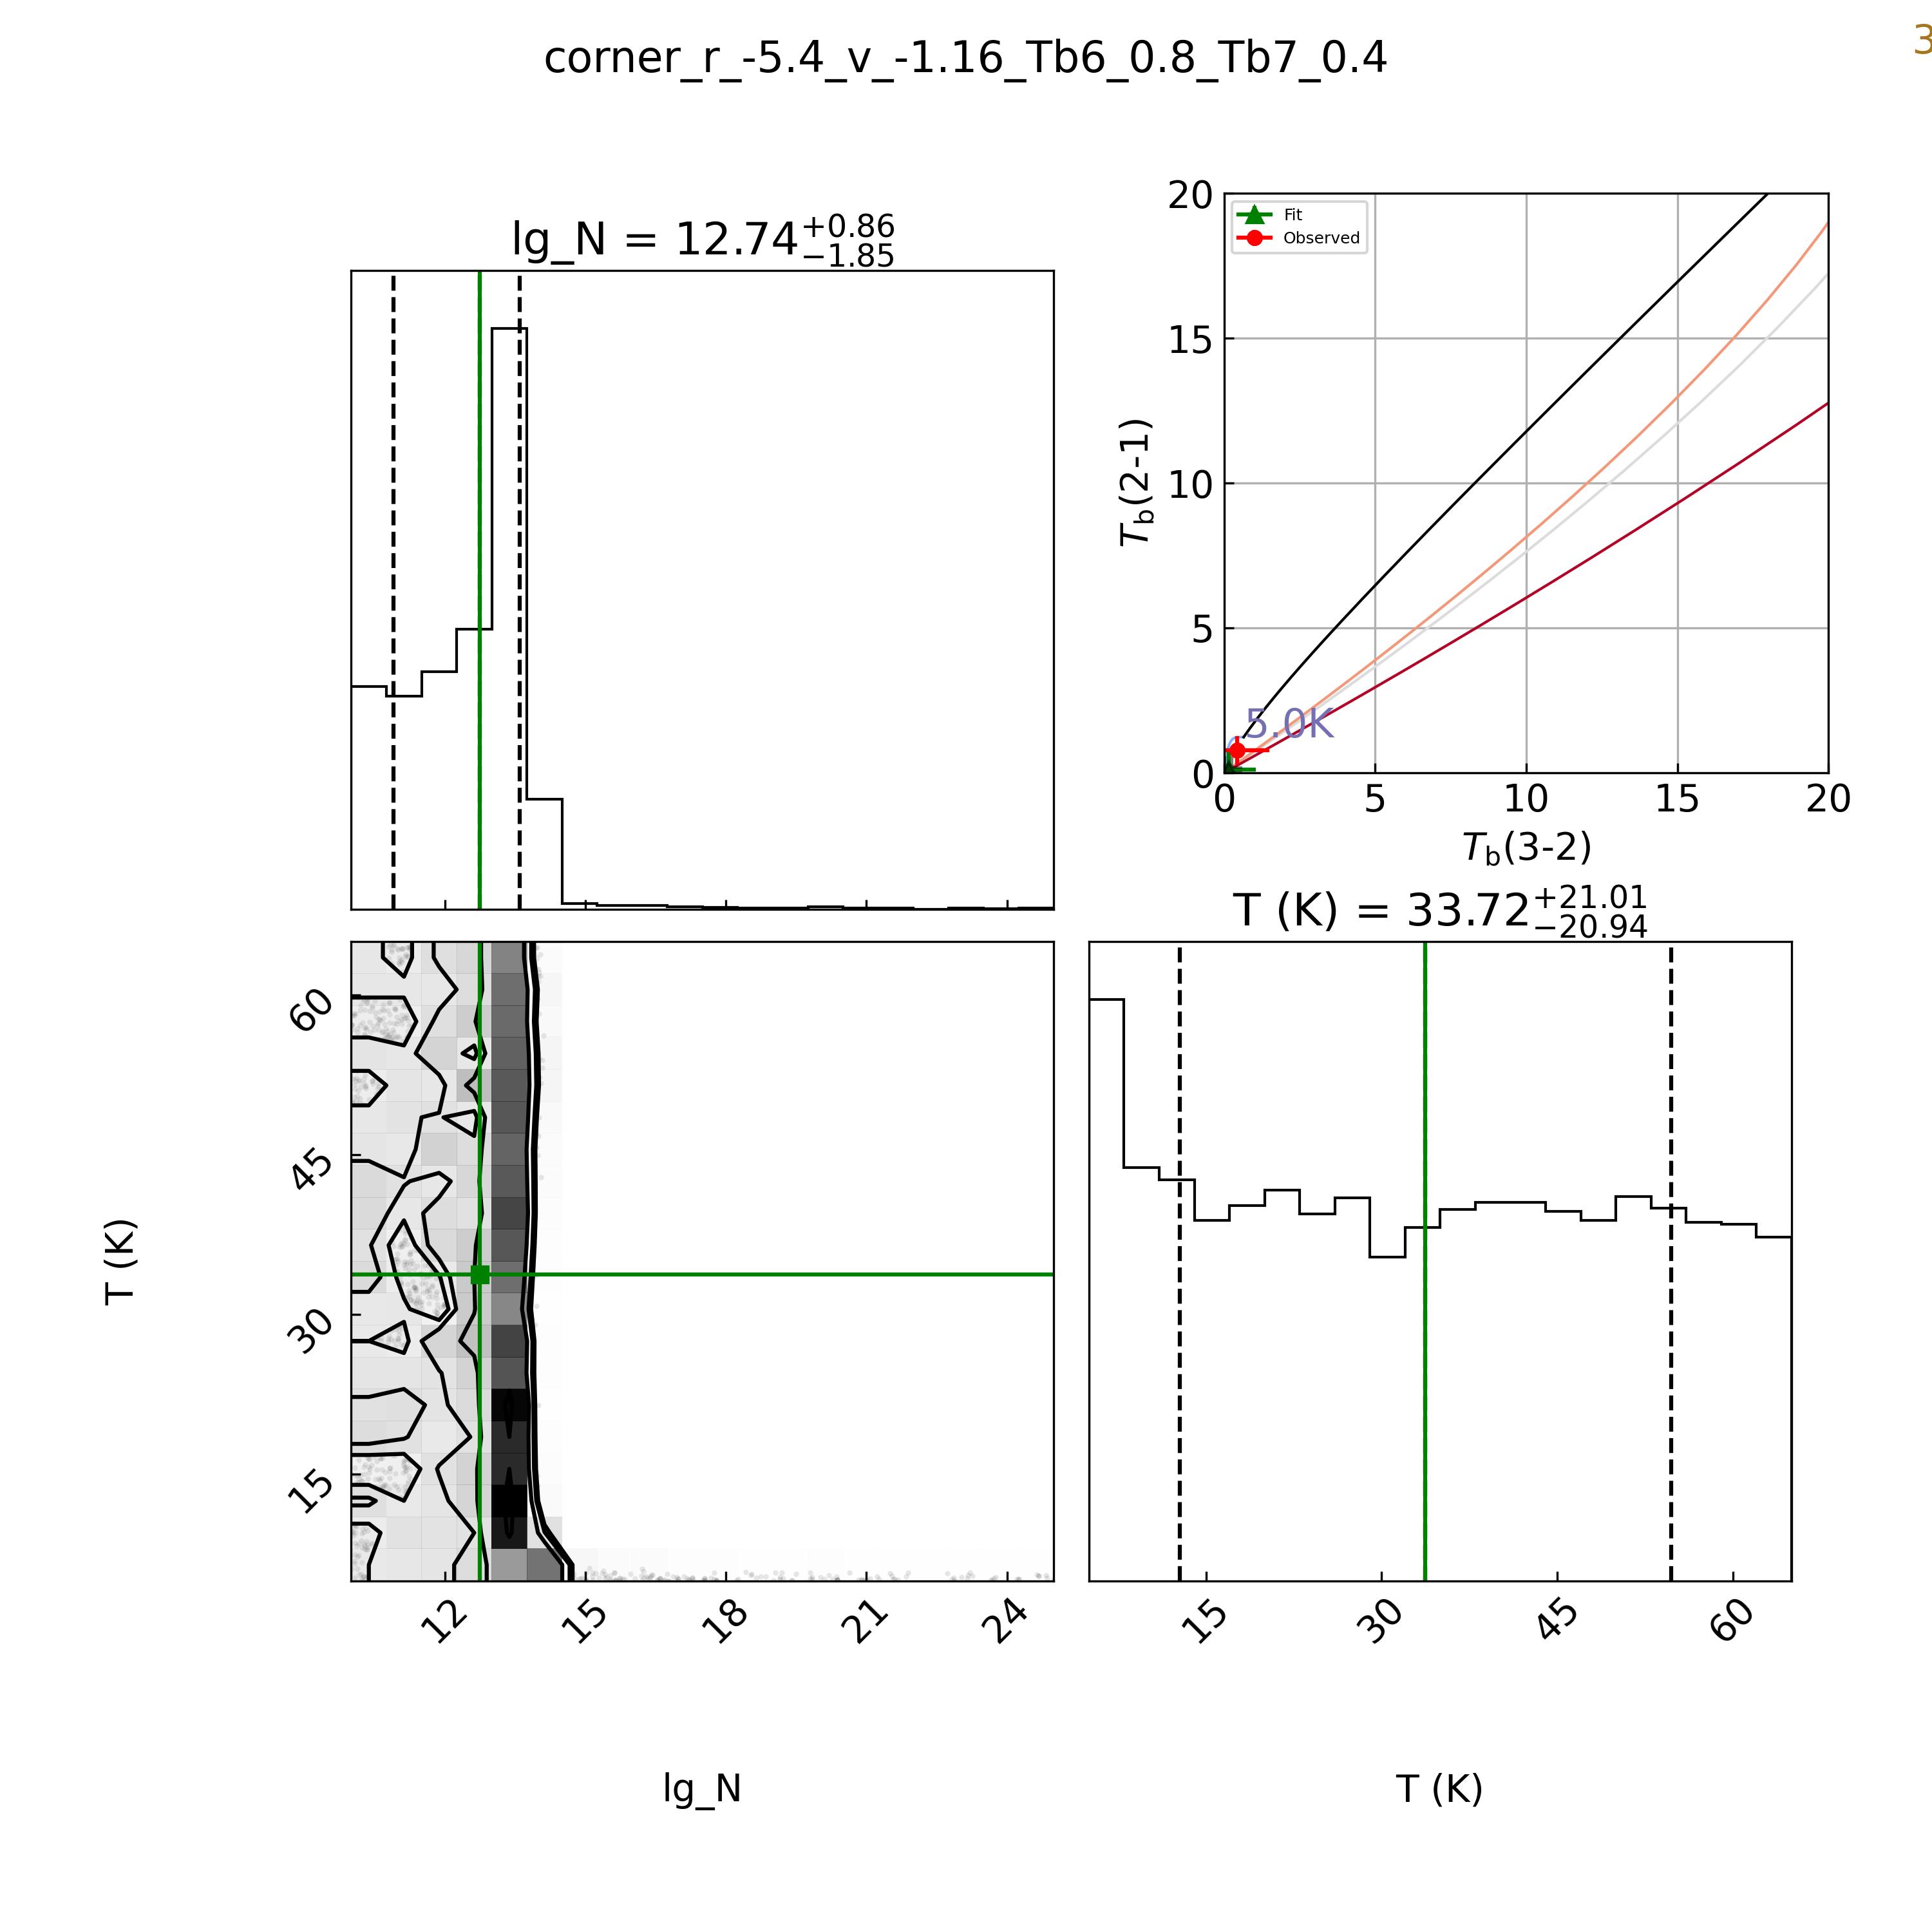 corner_r_-5.4_v_-1.16_Tb6_0.8_Tb7_0.4
3
lg_N = 12.74+0.86−1.85
20
15
10
5
0
Tb(2-1)
Fit
Observed
5.0K
0 5 10 15 20
Tb(3-2)
T (K) = 33.72+21.01−20.94
60
45
30
15
T (K)
12 15 18 21 24
15 30 45 60
lg_N
T (K)